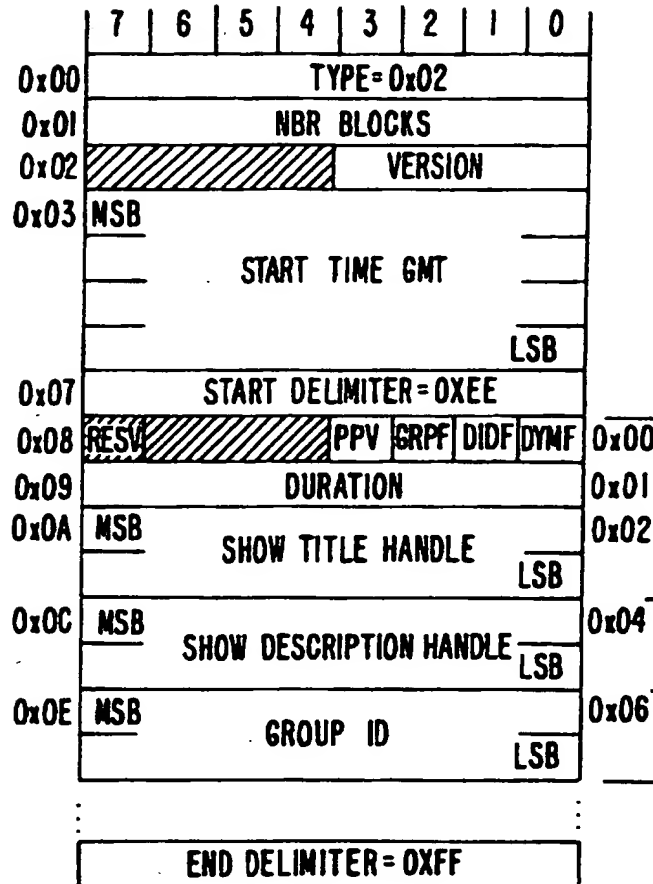 7 6 5 4 3 2 1 0
0x00 TYPE=0x02
0x01 NBR BLOCKS
0x02 VERSION
0x03 MSB
START TIME GMT
LSB
0x07 START DELIMITER=0XEE
0x08 RESV PPV GRPF DIDF DYMF 0x00
0x09 DURATION 0x01
0x0A MSB 0x02
SHOW TITLE HANDLE
LSB
0x0C MSB 0x04
SHOW DESCRIPTION HANDLE
LSB
0x0E MSB 0x06
GROUP ID
LSB
END DELIMITER=0XFF